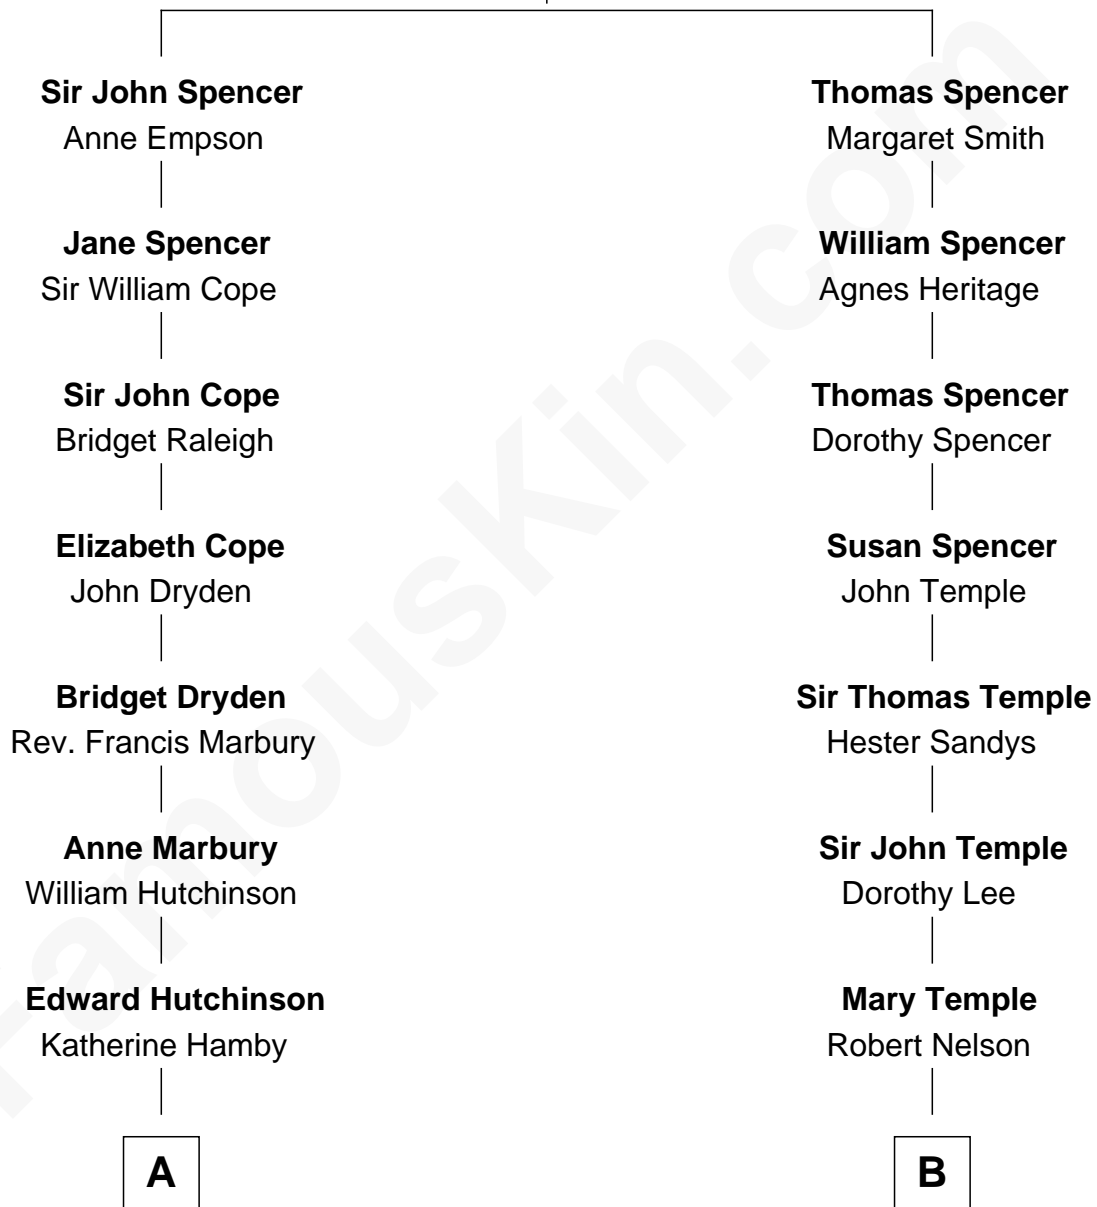 Sir John Spencer
Anne Empson
Jane Spencer
Sir William Cope
Sir John Cope
Bridget Raleigh
Elizabeth Cope
John Dryden
Bridget Dryden
Rev. Francis Marbury
Anne Marbury
William Hutchinson
Edward Hutchinson
Katherine Hamby
A
Thomas Spencer
Margaret Smith
William Spencer
Agnes Heritage
Thomas Spencer
Dorothy Spencer
Susan Spencer
John Temple
Sir Thomas Temple
Hester Sandys
Sir John Temple
Dorothy Lee
Mary Temple
Robert Nelson
B
FamousKin.com